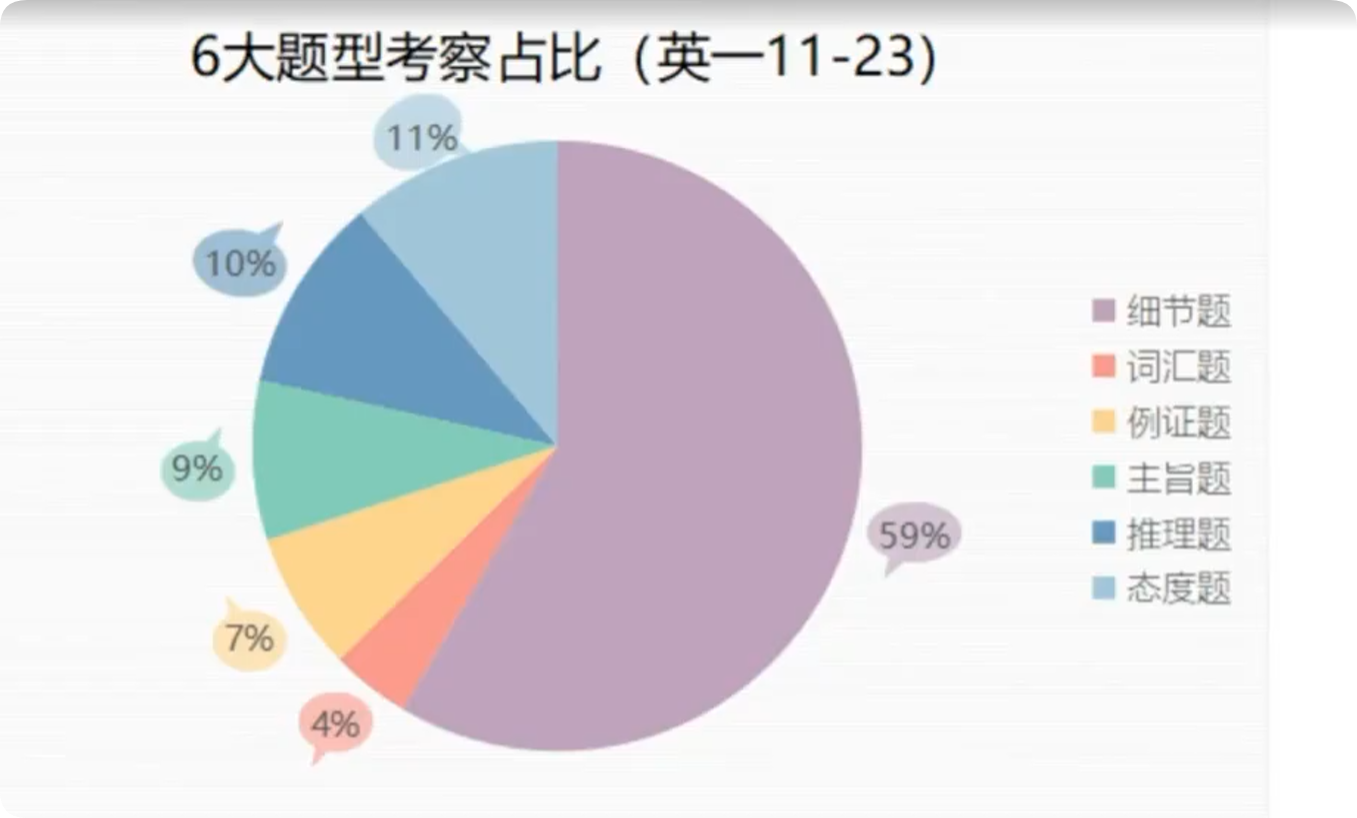 6大题型考察占比（英一11-23）
11%
10%
9%
7%
4%
59%
细节题
词汇题
例证题
主旨题
推理题
态度题